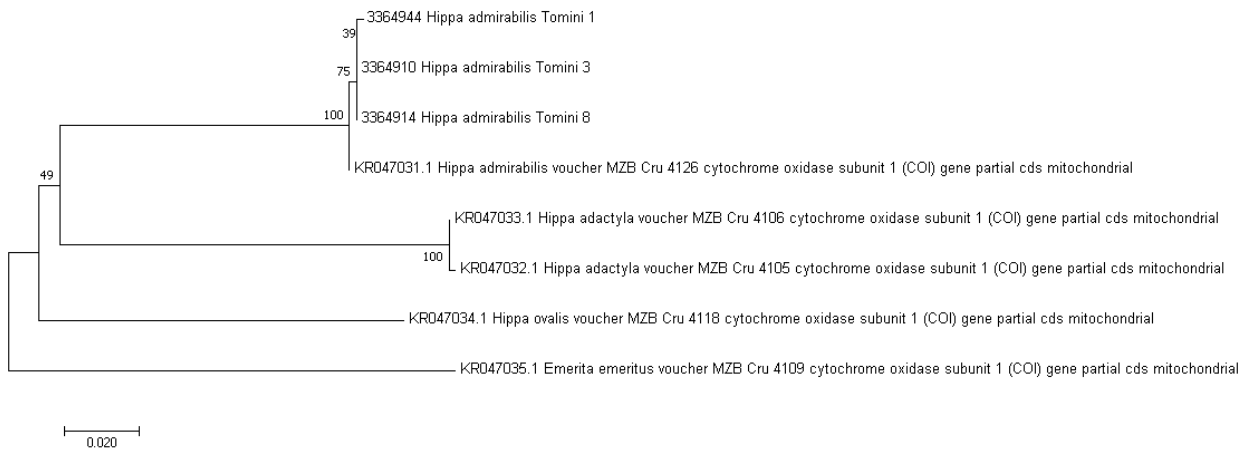 3364944 Hippa admirabilis Tomini 1
39
3364910 Hippa admirabilis Tomini 3
75
3364914 Hippa admirabilis Tomini 8
100
KR047031.1 Hippa admirabilis voucher MZB Cru 4126 cytochrome oxidase subunit 1 (COI) gene partial cds mitochondrial
49
KR047033.1 Hippa adactyla voucher MZB Cru 4106 cytochrome oxidase subunit 1 (COI) gene partial cds mitochondrial
100
KR047032.1 Hippa adactyla voucher MZB Cru 4105 cytochrome oxidase subunit 1 (COI) gene partial cds mitochondrial
KR047034.1 Hippa ovalis voucher MZB Cru 4118 cytochrome oxidase subunit 1 (COI) gene partial cds mitochondrial
KR047035.1 Emerita emeritus voucher MZB Cru 4109 cytochrome oxidase subunit 1 (COI) gene partial cds mitochondrial
0.020